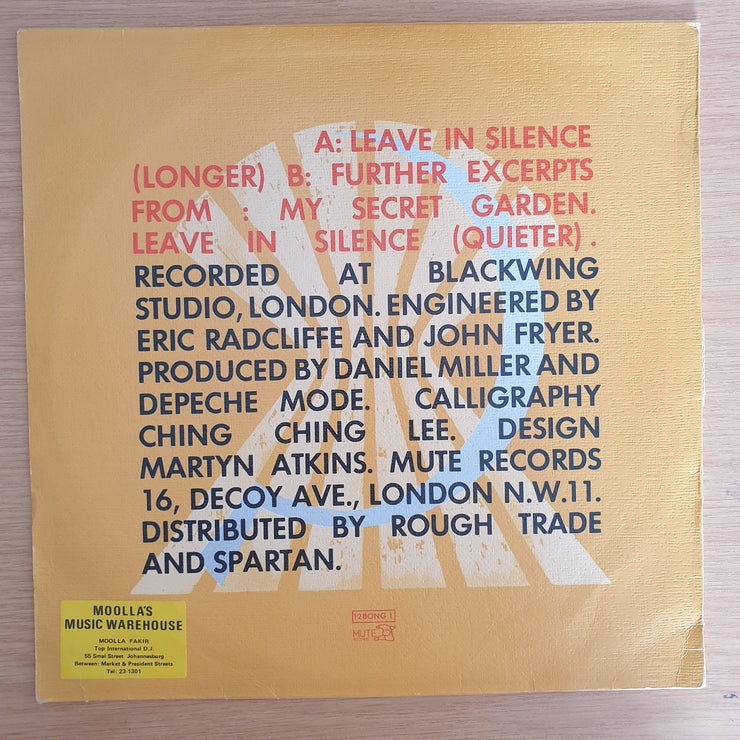 A: LEAVE IN SILENCE
(LONGER) B: FURTHER EXCERPTS
FROM : MY SECRET GARDEN.
LEAVE IN SILENCE (QUIETER) .
RECORDED AT BLACKWING
STUDIO, LONDON. ENGINEERED BY
ERIC RADCLIFFE AND JOHN FRYER.
PRODUCED BY DANIEL MILLER AND
DEPECHE MODE. CALLIGRAPHY
CHING CHING LEE. DESIGN
MARTYN ATKINS. MUTE RECORDS
16, DECOY AVE., LONDON N.W.11.
DISTRIBUTED BY ROUGH TRADE
AND SPARTAN.
MOOLLA'S
MUSIC WAREHOUSE
MOOLLA FAKIR
Top International D.J.
55 Smal Street Johannesburg
Between: Market & President Streets
Tel: 23-1301
12 BONG 1
MUTE